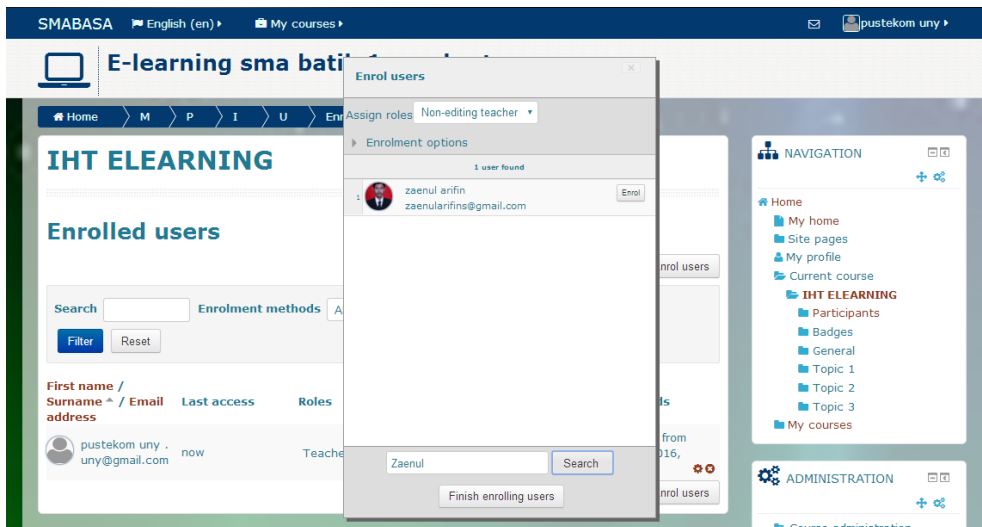 SMABASA English (en) My courses pustekom uny
E-learning sma bati
Home M P I U Enr
IHT ELEARNING
Enrolled users
nrol users
Search Enrolment methods A
Filter Reset
First name /
Surname / Email Last access Roles ds
address
pustekom uny .
uny@gmail.com now Teache
from
016,
nrol users
Enrol users
Assign roles Non-editing teacher
Enrolment options
1 user found
1 zaenul arifin Enrol
zaenularifins@gmail.com
Zaenul Search
Finish enrolling users
NAVIGATION
Home
My home
Site pages
My profile
Current course
IHT ELEARNING
Participants
Badges
General
Topic 1
Topic 2
Topic 3
My courses
ADMINISTRATION